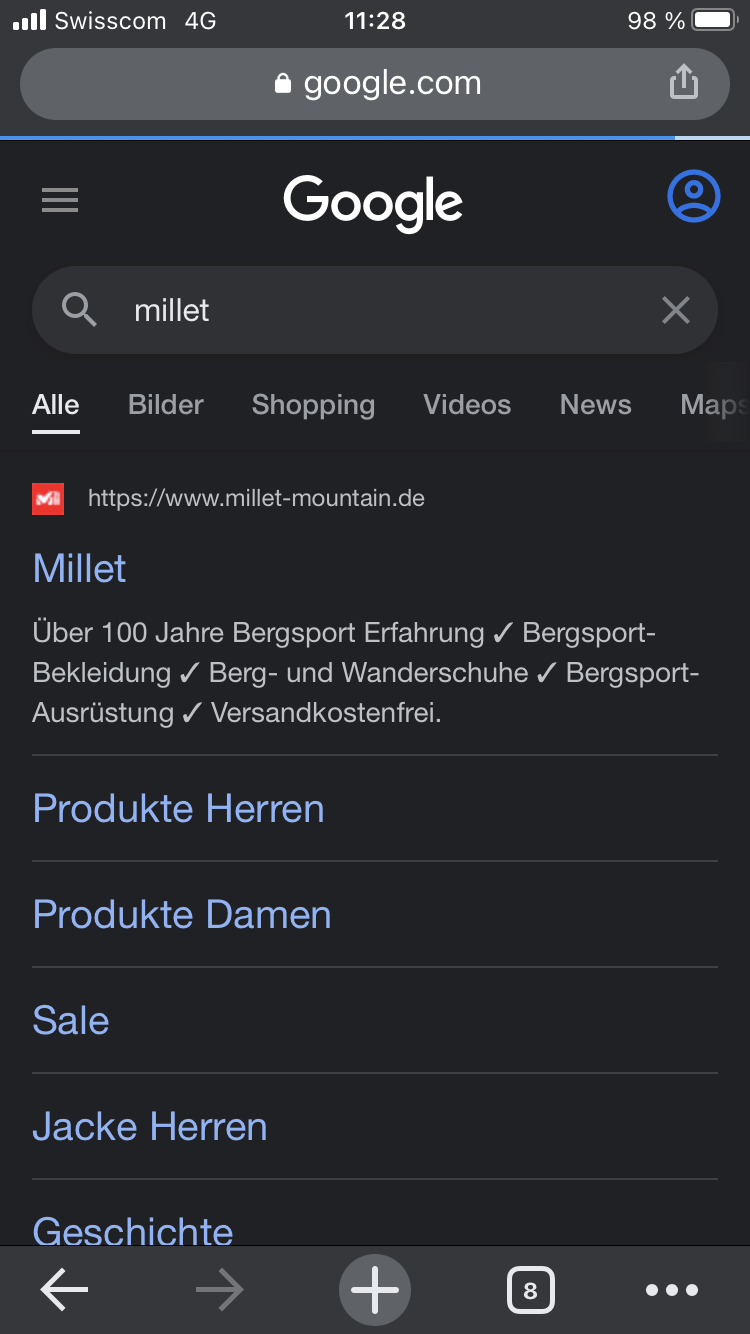 Swisscom 4G 11:28 98 %
google.com
Google
millet
Alle Bilder Shopping Videos News Maps
https://www.millet-mountain.de
Millet
Über 100 Jahre Bergsport Erfahrung ✓ Bergsport-
Bekleidung ✓ Berg- und Wanderschuhe ✓ Bergsport-
Ausrüstung ✓ Versandkostenfrei.
Produkte Herren
Produkte Damen
Sale
Jacke Herren
Geschichte
8